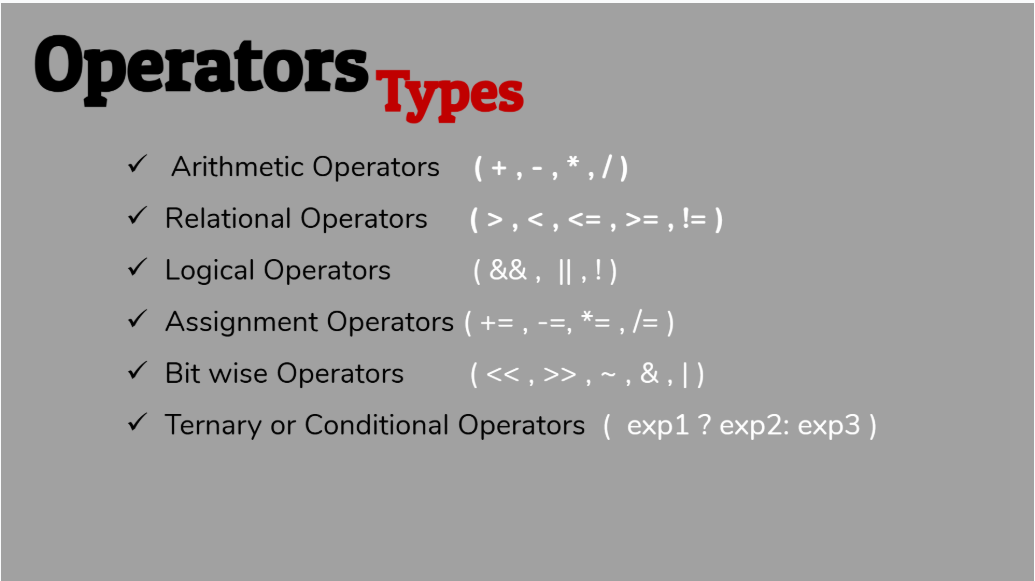 Operators Types
✓ Arithmetic Operators ( + , - , * , / )
✓ Relational Operators ( > , < , <= , >= , != )
✓ Logical Operators ( && , || , ! )
✓ Assignment Operators ( += , -=, *= , /= )
✓ Bit wise Operators ( << , >> , ~ , & , | )
✓ Ternary or Conditional Operators ( exp1 ? exp2: exp3 )